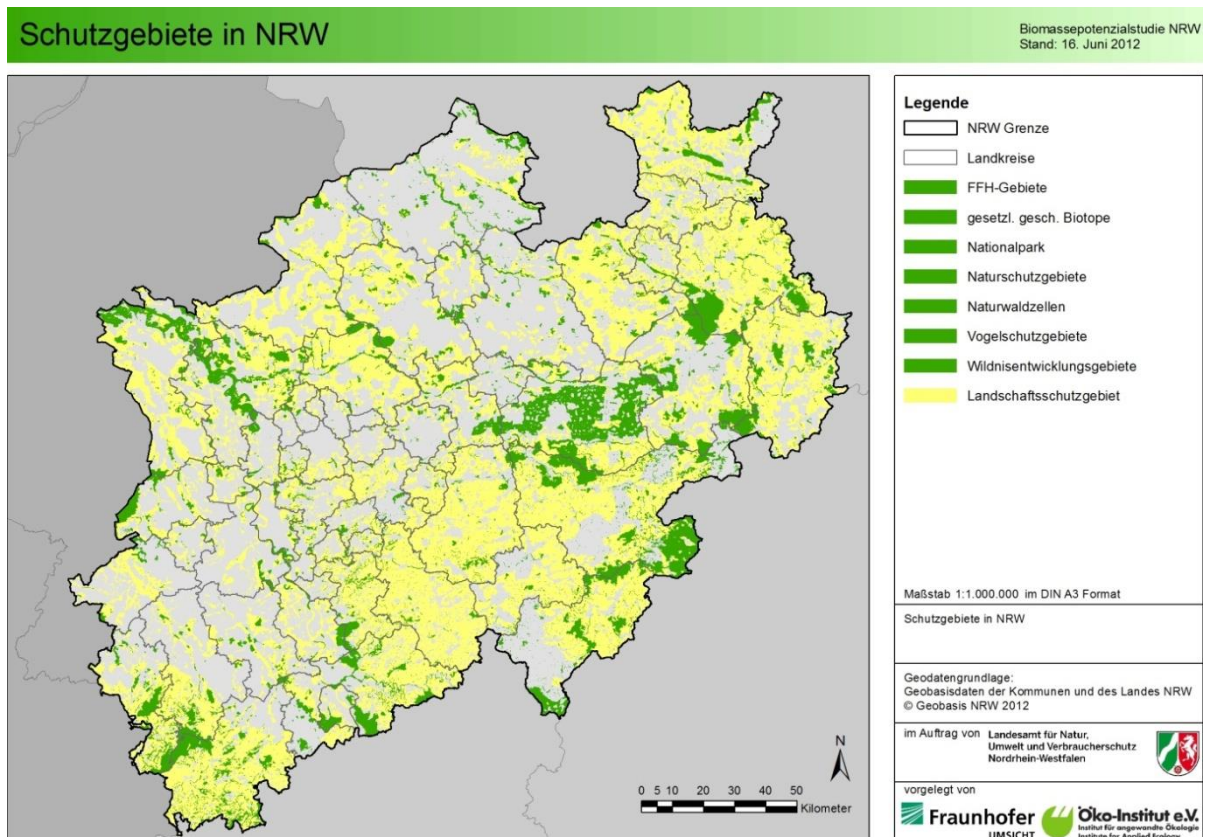 Schutzgebiete in NRW
Biomassepotenzialstudie NRW
Stand: 16. Juni 2012
Legende
NRW Grenze
Landkreise
FFH-Gebiete
gesetzl. gesch. Biotope
Nationalpark
Naturschutzgebiete
Naturwaldzellen
Vogelschutzgebiete
Wildnisentwicklungsgebiete
Landschaftsschutzgebiet
Maßstab 1:1.000.000 im DIN A3 Format
Schutzgebiete in NRW
Geodatengrundlage:
Geobasisdaten der Kommunen und des Landes NRW
© Geobasis NRW 2012
im Auftrag von Landesamt für Natur,
Umwelt und Verbraucherschutz
Nordrhein-Westfalen
vorgelegt von
Fraunhofer
UMSICHT
Öko-Institut e.V.
Institut für angewandte Ökologie
Institute for Applied Ecology
N
0 5 10 20 30 40 50
Kilometer